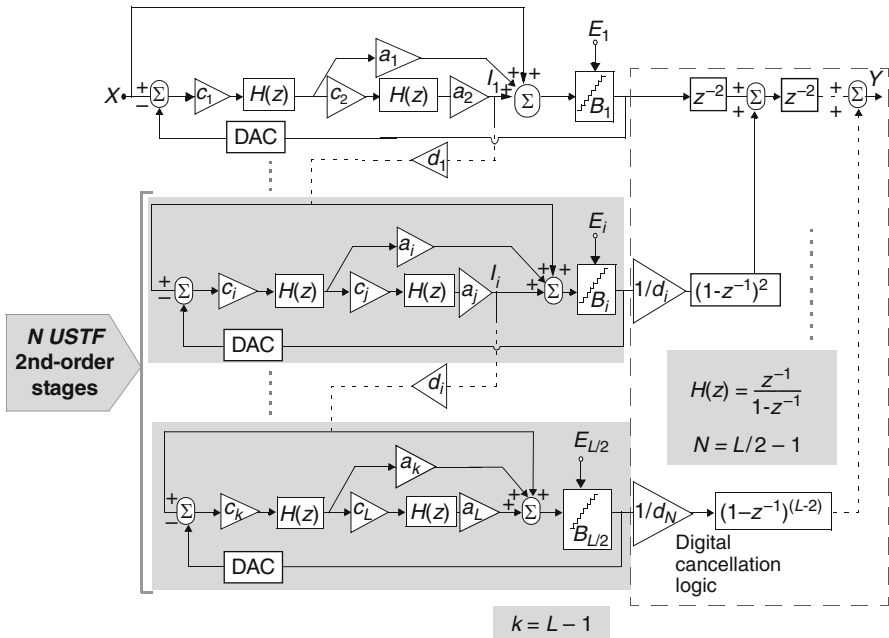 E1
X
+
−
Σ
c1
H(z)
a1
c2
H(z)
a2
I1
+
+
+
Σ
B1
z−2
+
+
Σ
z−2
+
+
Σ
Y
DAC
d1
N USTF
2nd-order
stages
+
−
Σ
ci
H(z)
ai
cj
H(z)
aj
Ii
+
+
+
Σ
Ei
Bi
1/di
(1-z−1)2
DAC
di
H(z) = z−1
1-z−1
N = L/2 − 1
+
−
Σ
ck
H(z)
ak
cL
H(z)
aL
+
+
+
Σ
EL/2
BL/2
1/dN
(1−z−1)(L-2)
DAC
Digital
cancellation
logic
k = L − 1